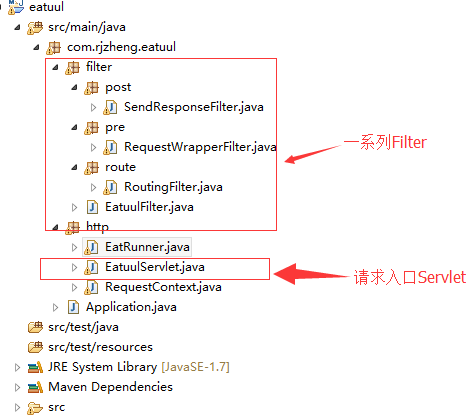 eatuul
src/main/java
com.rjzheng.eatuul
filter
post
SendResponseFilter.java
pre
RequestWrapperFilter.java
route
RoutingFilter.java
EatuulFilter.java
http
EatRunner.java
EatuulServlet.java
RequestContext.java
Application.java
src/test/java
src/test/resources
JRE System Library [JavaSE-1.7]
Maven Dependencies
src
一系列Filter
请求入口Servlet